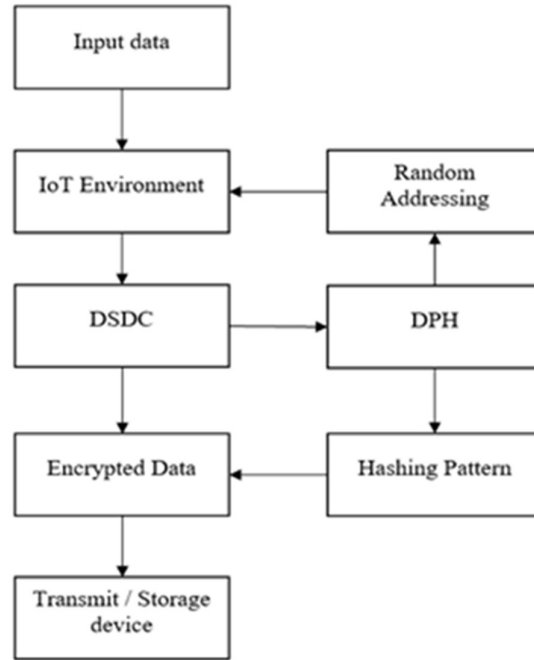 Input data
IoT Environment
Random
Addressing
DSDC
DPH
Encrypted Data
Hashing Pattern
Transmit / Storage
device